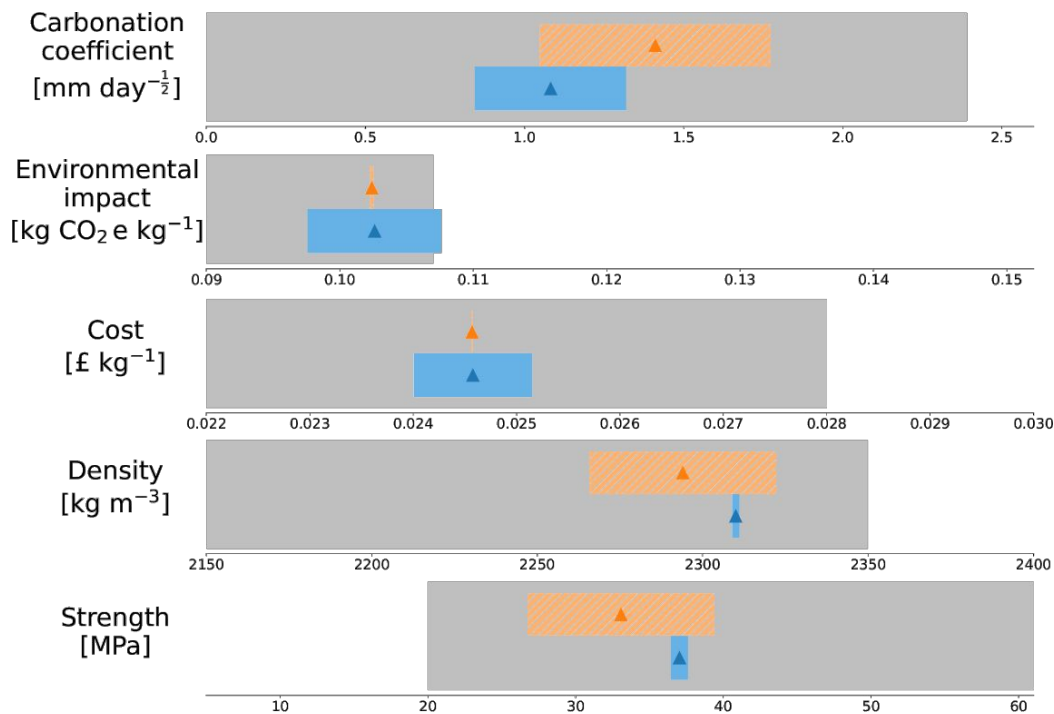 Carbonation
coefficient
[mm day$^{-\frac{1}{2}}$]
0.0 0.5 1.0 1.5 2.0 2.5
Environmental
impact
[kg CO₂ e kg⁻¹]
0.09 0.10 0.11 0.12 0.13 0.14 0.15
Cost
[£ kg⁻¹]
0.022 0.023 0.024 0.025 0.026 0.027 0.028 0.029 0.030
Density
[kg m⁻³]
2150 2200 2250 2300 2350 2400
Strength
[MPa]
10 20 30 40 50 60